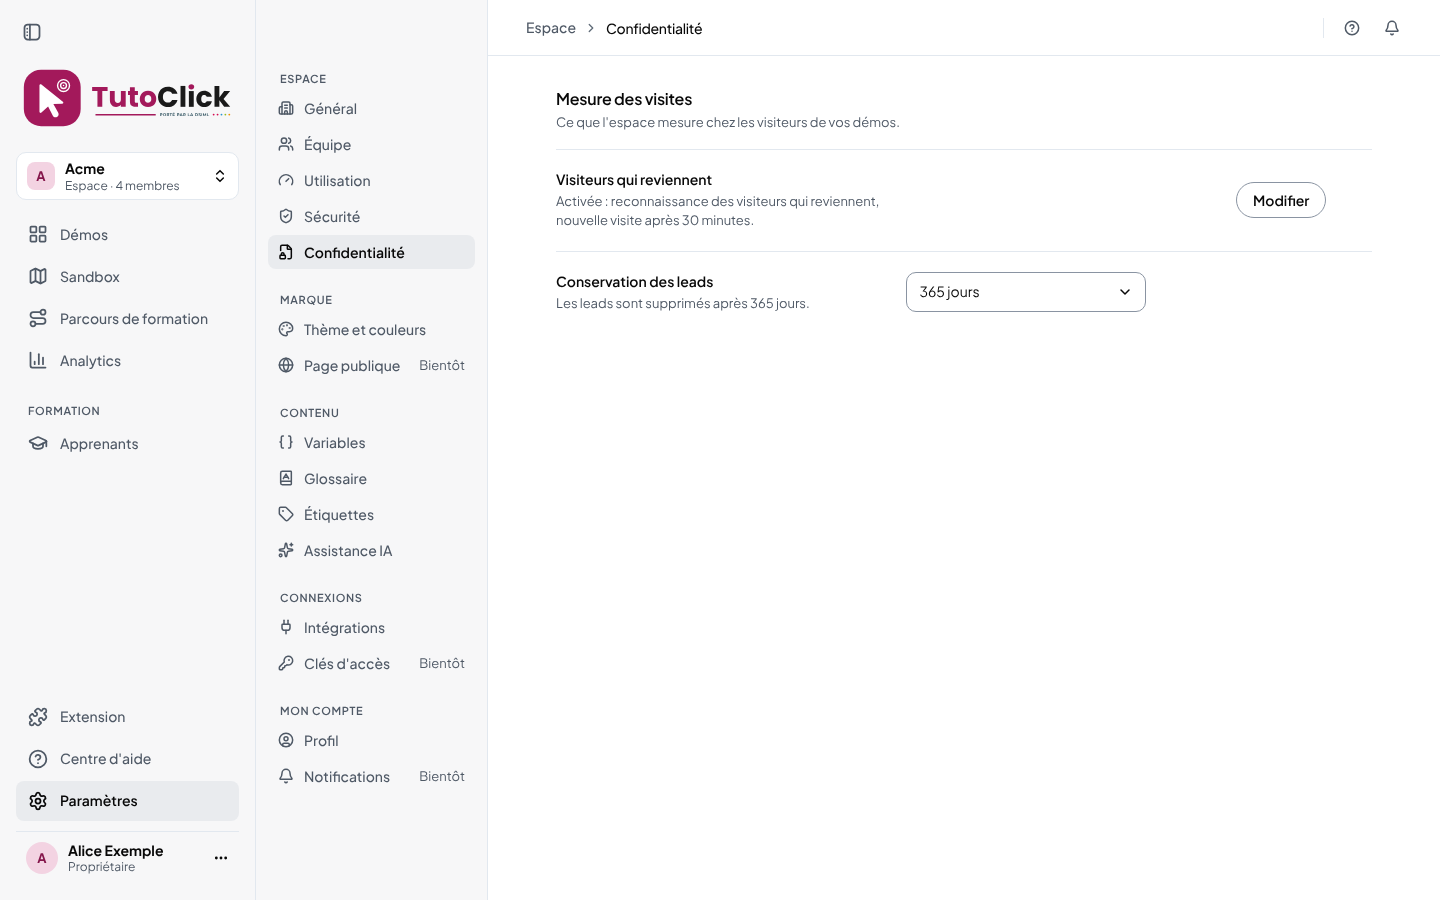 TutoClick
PORTÉ PAR LA DSIML
A
Acme
Espace · 4 membres
Démos
Sandbox
Parcours de formation
Analytics
FORMATION
Apprenants
Extension
Centre d'aide
Paramètres
A
Alice Exemple
Propriétaire
ESPACE
Général
Équipe
Utilisation
Sécurité
Confidentialité
MARQUE
Thème et couleurs
Page publique Bientôt
CONTENU
Variables
Glossaire
Étiquettes
Assistance IA
CONNEXIONS
Intégrations
Clés d'accès Bientôt
MON COMPTE
Profil
Notifications Bientôt
Espace > Confidentialité
Mesure des visites
Ce que l'espace mesure chez les visiteurs de vos démos.
Visiteurs qui reviennent
Activée : reconnaissance des visiteurs qui reviennent,
nouvelle visite après 30 minutes.
Modifier
Conservation des leads
Les leads sont supprimés après 365 jours.
365 jours